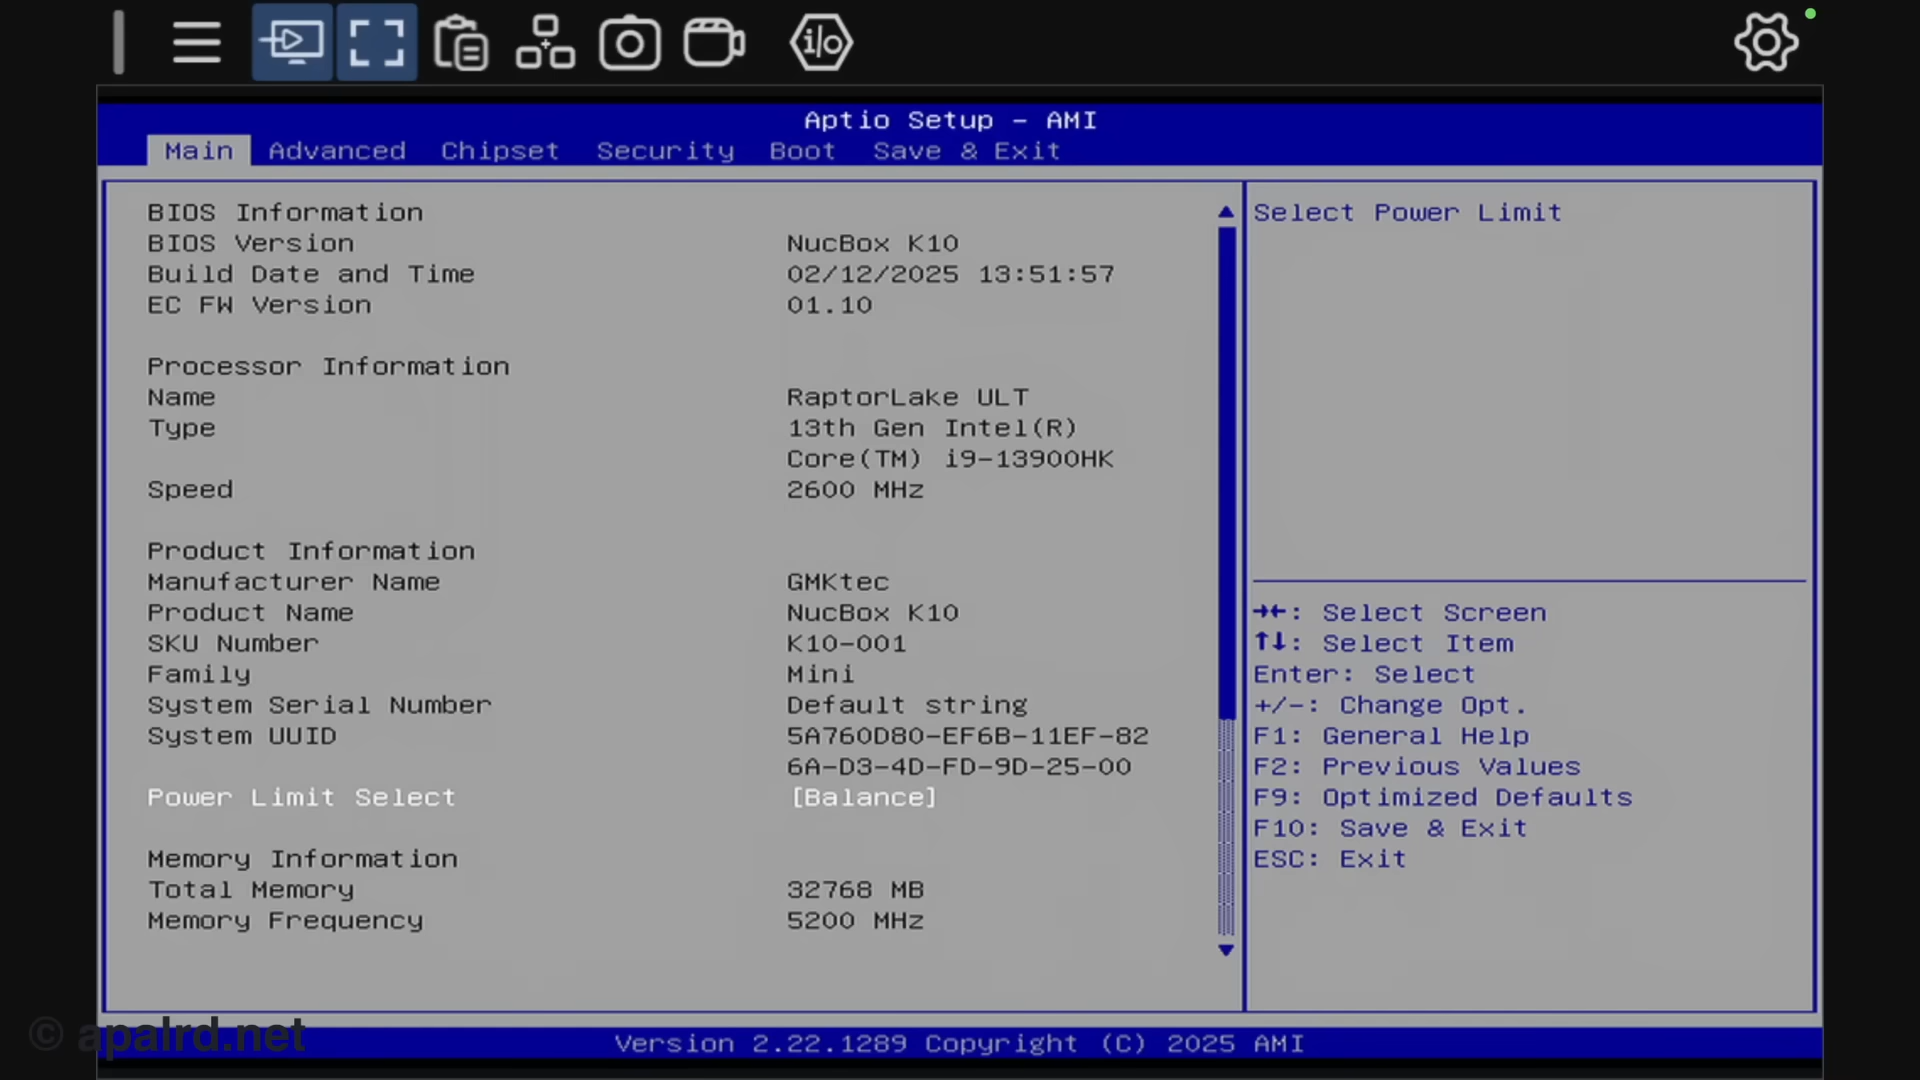 i/o
Aptio Setup - AMI
Main Advanced Chipset Security Boot Save & Exit
BIOS Information
BIOS Version NucBox K10
Build Date and Time 02/12/2025 13:51:57
EC FW Version 01.10
Processor Information
Name RaptorLake ULT
Type 13th Gen Intel(R)
Core(TM) i9-13900HK
Speed 2600 MHz
Product Information
Manufacturer Name GMKtec
Product Name NucBox K10
SKU Number K10-001
Family Mini
System Serial Number Default string
System UUID 5A760D80-EF6B-11EF-82
6A-D3-4D-FD-9D-25-00
Power Limit Select [Balance]
Memory Information
Total Memory 32768 MB
Memory Frequency 5200 MHz
Select Power Limit
→←: Select Screen
↑↓: Select Item
Enter: Select
+/-: Change Opt.
F1: General Help
F2: Previous Values
F9: Optimized Defaults
F10: Save & Exit
ESC: Exit
Version 2.22.1289 Copyright (C) 2025 AMI
© apalrd.net